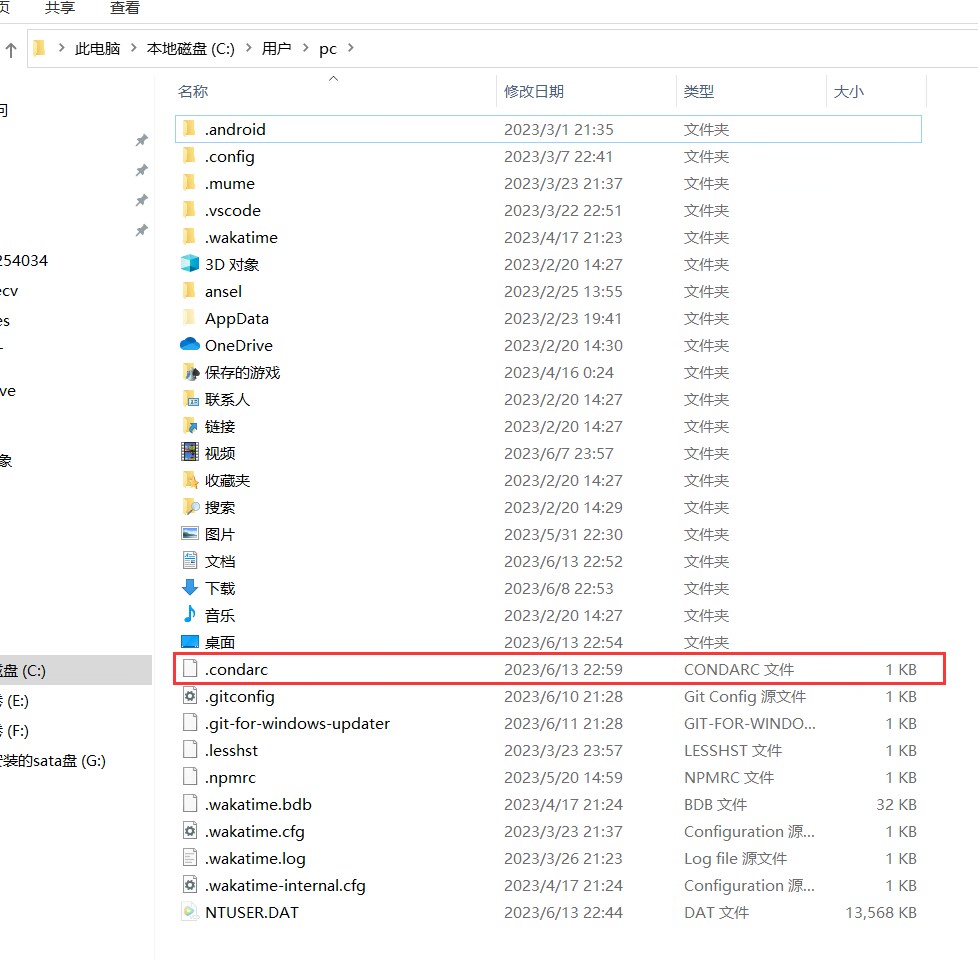 页 共享 查看
此电脑 本地磁盘 (C:) 用户 pc
名称 修改日期 类型 大小
.android 2023/3/1 21:35 文件夹
.config 2023/3/7 22:41 文件夹
.mume 2023/3/23 21:37 文件夹
.vscode 2023/3/22 22:51 文件夹
.wakatime 2023/4/17 21:23 文件夹
3D 对象 2023/2/20 14:27 文件夹
ansel 2023/2/25 13:55 文件夹
AppData 2023/2/23 19:41 文件夹
OneDrive 2023/2/20 14:30 文件夹
保存的游戏 2023/4/16 0:24 文件夹
联系人 2023/2/20 14:27 文件夹
链接 2023/2/20 14:27 文件夹
视频 2023/6/7 23:57 文件夹
收藏夹 2023/2/20 14:27 文件夹
搜索 2023/2/20 14:29 文件夹
图片 2023/5/31 22:30 文件夹
文档 2023/6/13 22:52 文件夹
下载 2023/6/8 22:53 文件夹
音乐 2023/2/20 14:27 文件夹
桌面 2023/6/13 22:54 文件夹
.condarc 2023/6/13 22:59 CONDARC 文件 1 KB
.gitconfig 2023/6/10 21:28 Git Config 源文件 1 KB
.git-for-windows-updater 2023/6/11 21:28 GIT-FOR-WINDO... 1 KB
.lesshst 2023/3/23 23:57 LESSHST 文件 1 KB
.npmrc 2023/5/20 14:59 NPMRC 文件 1 KB
.wakatime.bdb 2023/4/17 21:24 BDB 文件 32 KB
.wakatime.cfg 2023/3/23 21:37 Configuration 源... 1 KB
.wakatime.log 2023/3/26 21:23 Log file 源文件 1 KB
.wakatime-internal.cfg 2023/4/17 21:24 Configuration 源... 1 KB
NTUSER.DAT 2023/6/13 22:44 DAT 文件 13,568 KB
254034
ecv
es
ve
象
盘 (C:)
(E:)
(F:)
安装的sata盘 (G:)